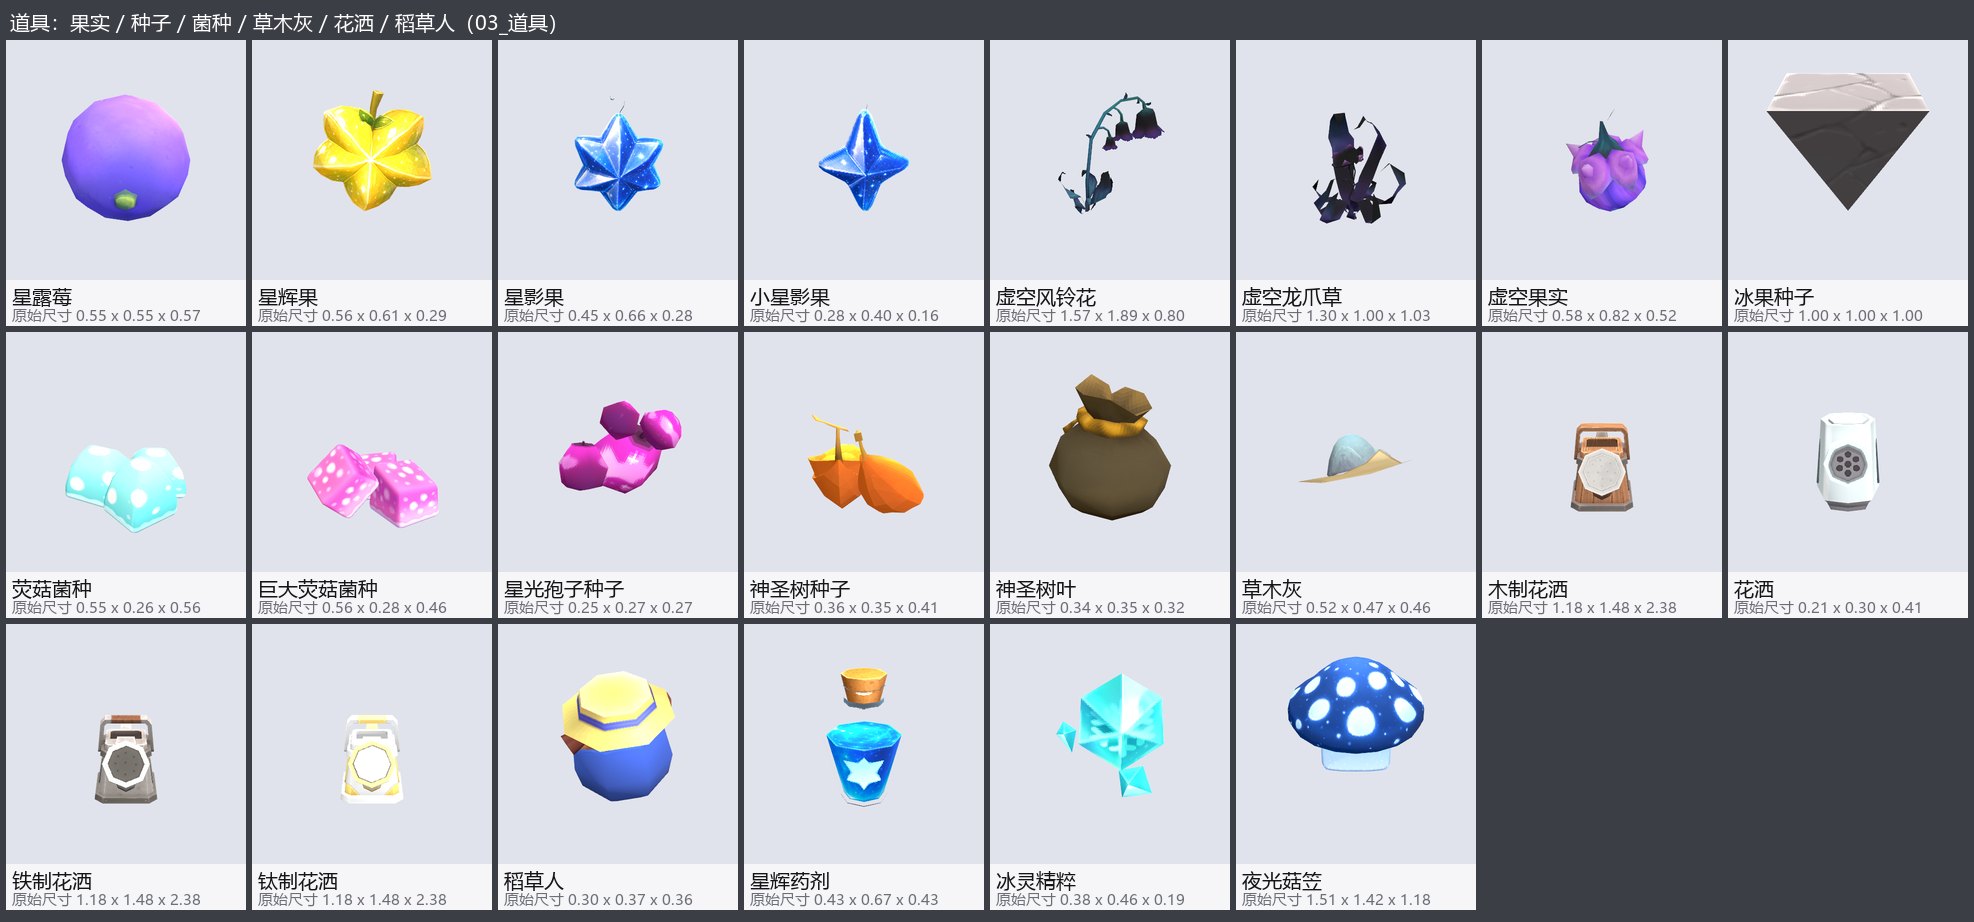 道具：果实 / 种子 / 菌种 / 草木灰 / 花洒 / 稻草人（03_道具）
星露莓
原始尺寸 0.55 x 0.55 x 0.57
星辉果
原始尺寸 0.56 x 0.61 x 0.29
星影果
原始尺寸 0.45 x 0.66 x 0.28
小星影果
原始尺寸 0.28 x 0.40 x 0.16
虚空风铃花
原始尺寸 1.57 x 1.89 x 0.80
虚空龙爪草
原始尺寸 1.30 x 1.00 x 1.03
虚空果实
原始尺寸 0.58 x 0.82 x 0.52
冰果种子
原始尺寸 1.00 x 1.00 x 1.00
荧菇菌种
原始尺寸 0.55 x 0.26 x 0.56
巨大荧菇菌种
原始尺寸 0.56 x 0.28 x 0.46
星光孢子种子
原始尺寸 0.25 x 0.27 x 0.27
神圣树种子
原始尺寸 0.36 x 0.35 x 0.41
神圣树叶
原始尺寸 0.34 x 0.35 x 0.32
草木灰
原始尺寸 0.52 x 0.47 x 0.46
木制花洒
原始尺寸 1.18 x 1.48 x 2.38
花洒
原始尺寸 0.21 x 0.30 x 0.41
铁制花洒
原始尺寸 1.18 x 1.48 x 2.38
钛制花洒
原始尺寸 1.18 x 1.48 x 2.38
稻草人
原始尺寸 0.30 x 0.37 x 0.36
星辉药剂
原始尺寸 0.43 x 0.67 x 0.43
冰灵精粹
原始尺寸 0.38 x 0.46 x 0.19
夜光菇笠
原始尺寸 1.51 x 1.42 x 1.18